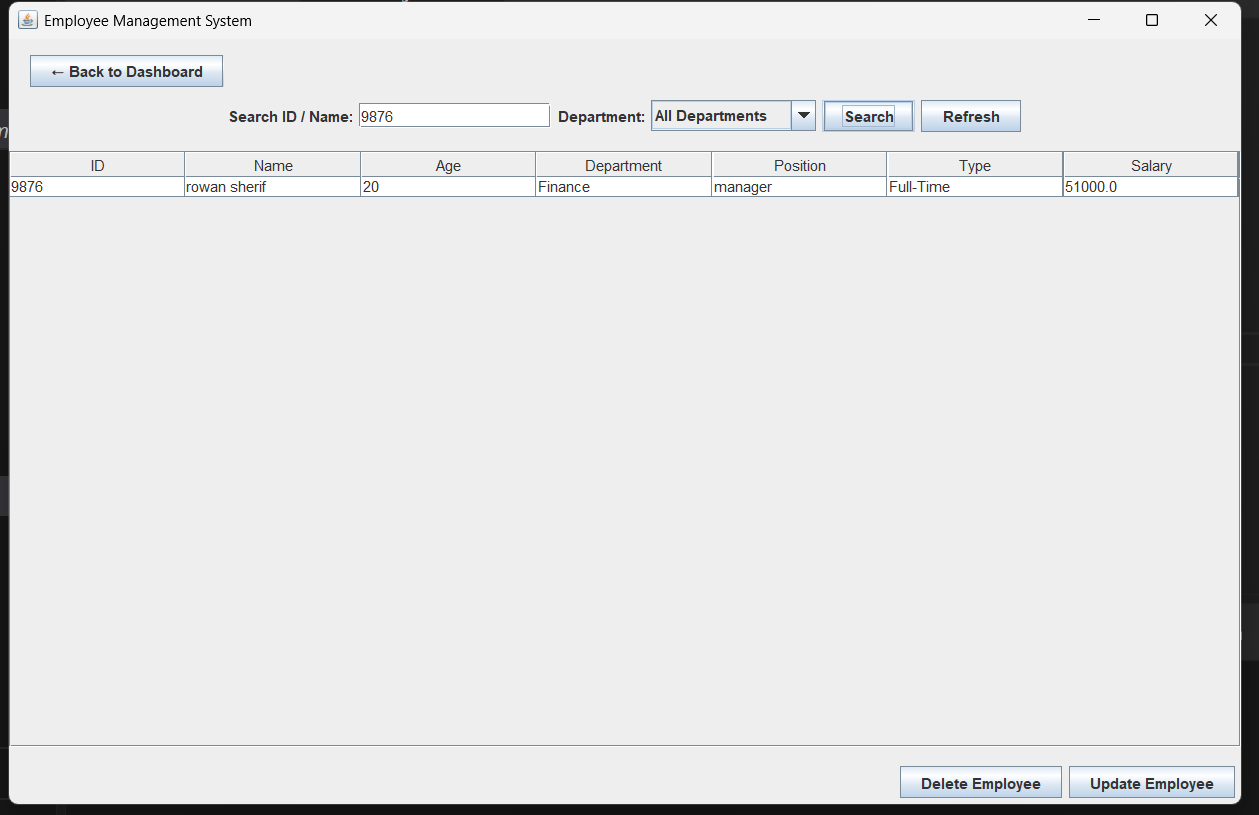 Employee Management System
← Back to Dashboard
Search ID / Name: 9876 Department: All Departments Search Refresh
ID Name Age Department Position Type Salary
9876 rowan sherif 20 Finance manager Full-Time 51000.0
Delete Employee Update Employee